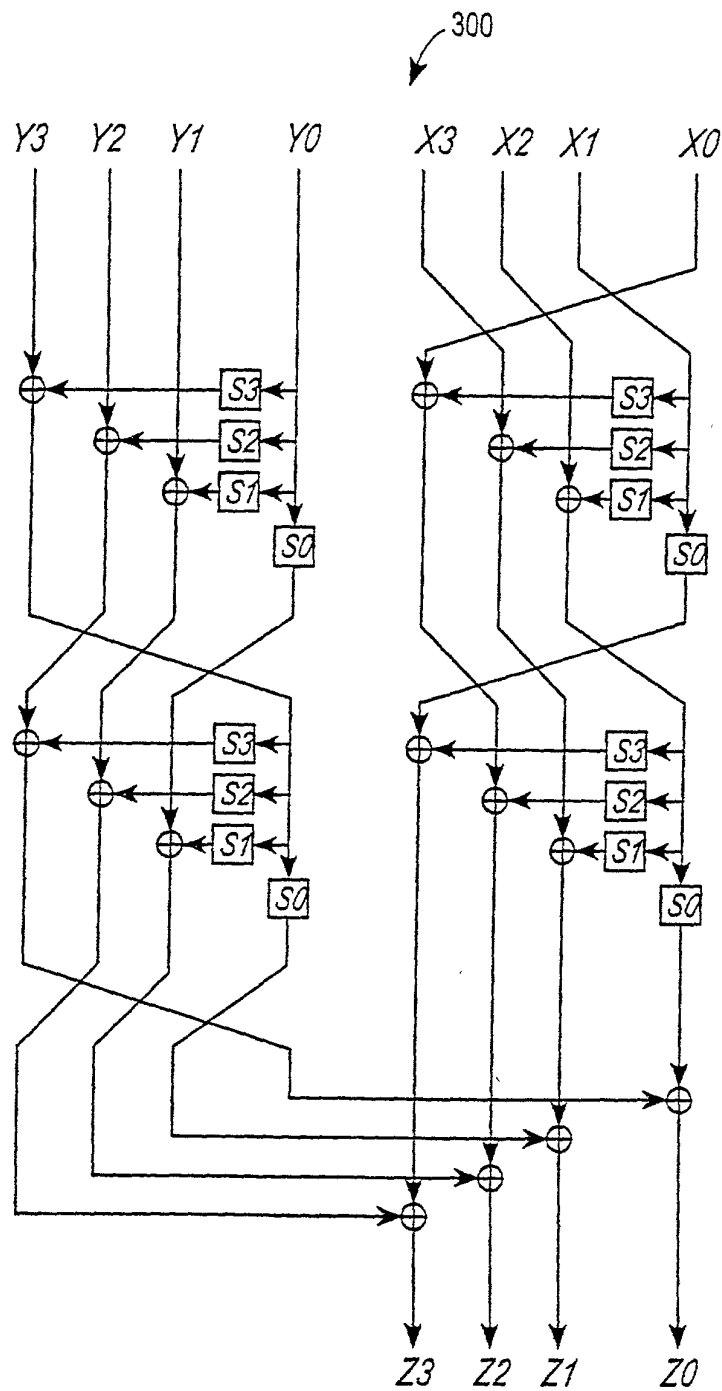 300
Y3 Y2 Y1 Y0 X3 X2 X1 X0
S3 S3
S2 S2
S1 S1
S0 S0
S3 S3
S2 S2
S1 S1
S0 S0
Z3 Z2 Z1 Z0